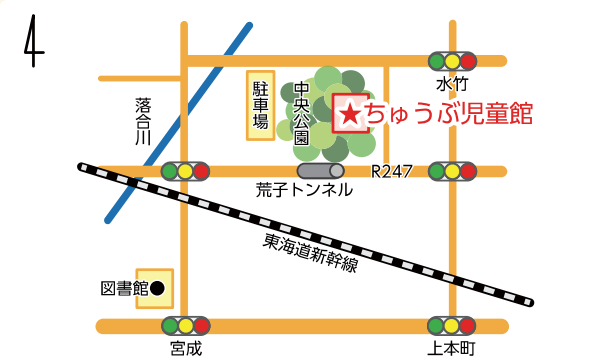 4
水竹
落合川
駐車場
中央公園
ちゅうぶ児童館
R247
荒子トンネル
東海道新幹線
図書館
宮成
上本町